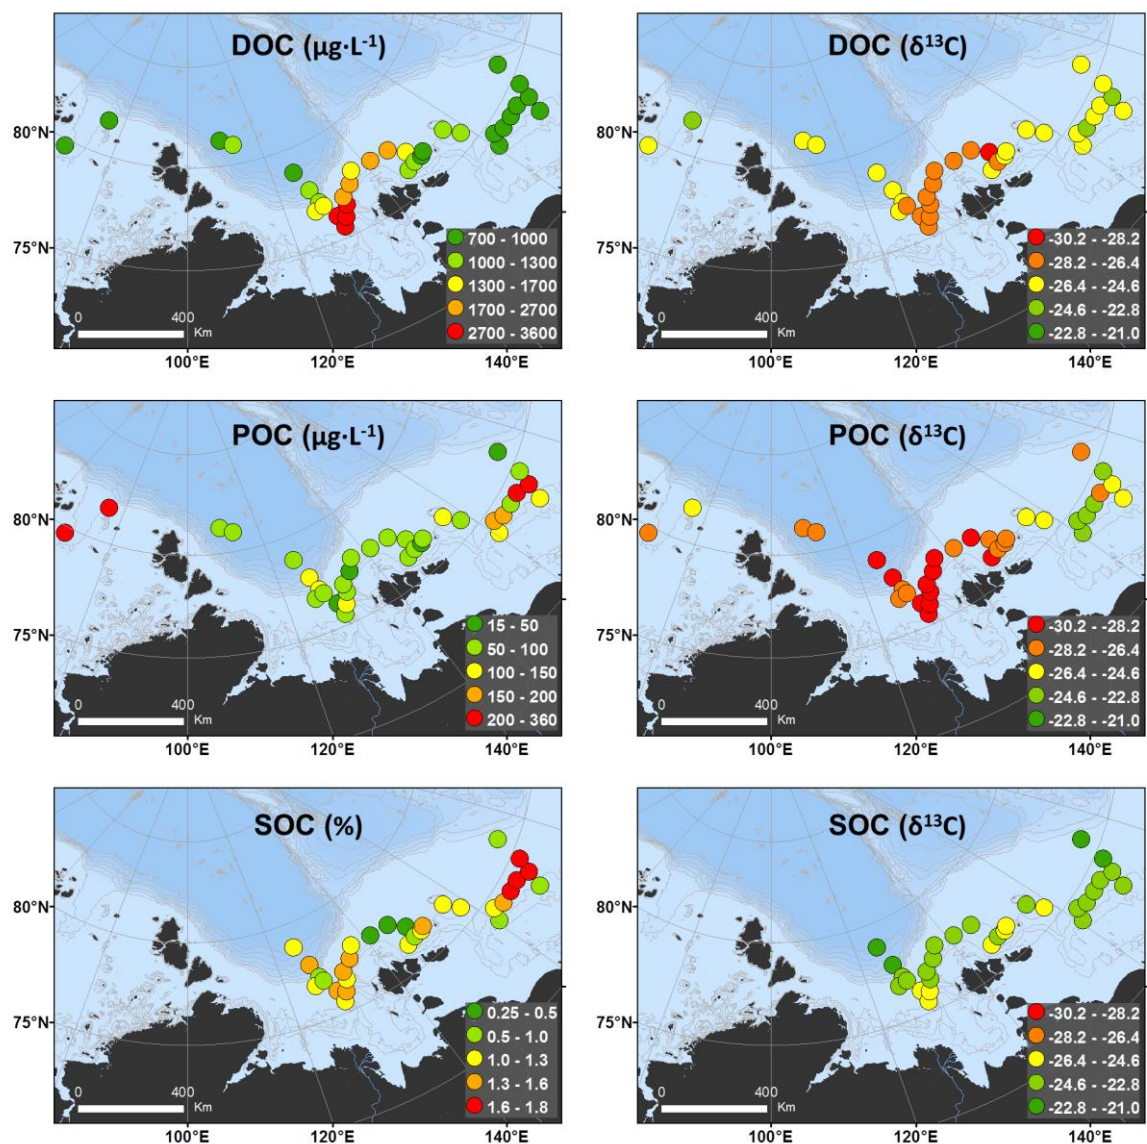 DOC (µg·L⁻¹)
80°N
75°N
700 - 1000
1000 - 1300
1300 - 1700
1700 - 2700
2700 - 3600
0 400
Km
100°E 120°E 140°E
DOC (δ¹³C)
-30.2 - -28.2
-28.2 - -26.4
-26.4 - -24.6
-24.6 - -22.8
-22.8 - -21.0
0 400
Km
100°E 120°E 140°E
POC (µg·L⁻¹)
80°N
75°N
15 - 50
50 - 100
100 - 150
150 - 200
200 - 360
0 400
Km
100°E 120°E 140°E
POC (δ¹³C)
-30.2 - -28.2
-28.2 - -26.4
-26.4 - -24.6
-24.6 - -22.8
-22.8 - -21.0
0 400
Km
100°E 120°E 140°E
SOC (%)
80°N
75°N
0.25 - 0.5
0.5 - 1.0
1.0 - 1.3
1.3 - 1.6
1.6 - 1.8
0 400
Km
100°E 120°E 140°E
SOC (δ¹³C)
-30.2 - -28.2
-28.2 - -26.4
-26.4 - -24.6
-24.6 - -22.8
-22.8 - -21.0
0 400
Km
100°E 120°E 140°E